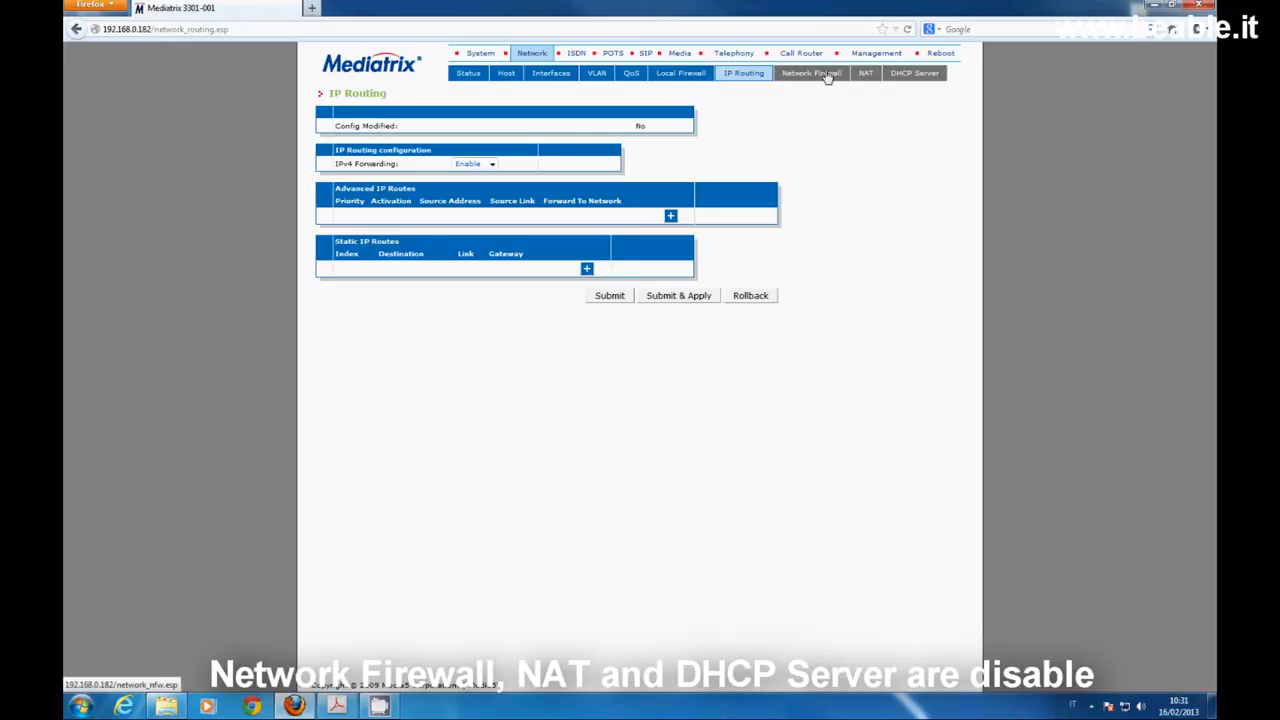 Firefox
Mediatrix 3301-001
192.168.0.182/network_routing.esp
Google
Mediatrix
System Network ISDN POTS SIP Media Telephony Call Router Management Reboot
Status Host Interfaces VLAN QoS Local Firewall IP Routing Network Firewall NAT DHCP Server
IP Routing
Config Modified: No
IP Routing configuration
IPv4 Forwarding: Enable
Advanced IP Routes
Priority Activation Source Address Source Link Forward To Network
+
Static IP Routes
Index Destination Link Gateway
+
Submit Submit & Apply Rollback
Network Firewall, NAT and DHCP Server are disable
192.168.0.182/network_nfw.esp
IT 10:31
16/02/2013